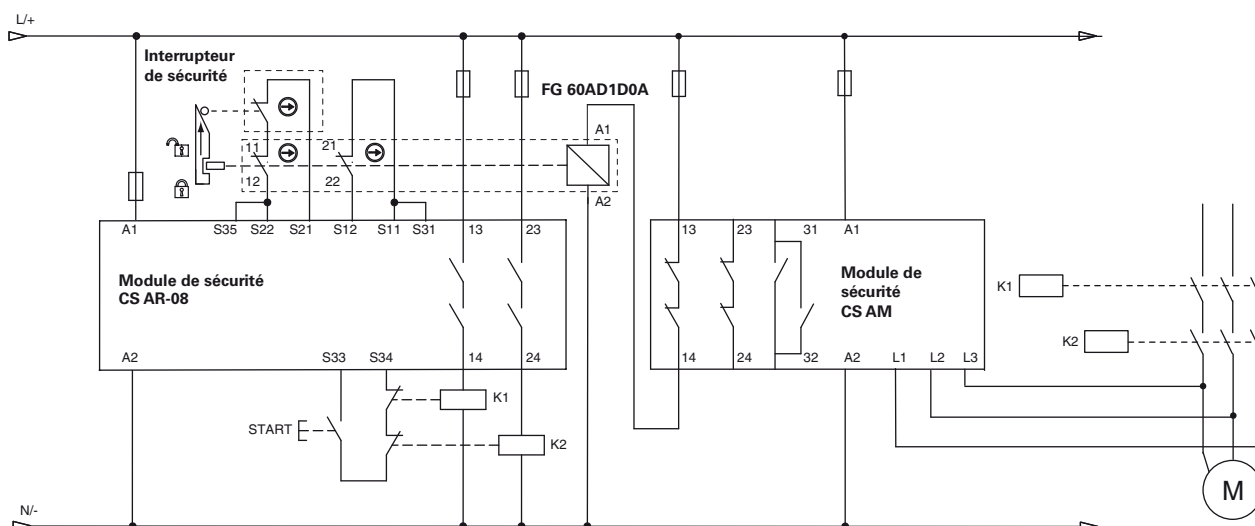 L/+
Interrupteur
de sécurité
FG 60AD1D0A
A1
11
21
12
22
A2
A1
S35
S22
S21
S12
S11
S31
13
23
13
23
31
A1
Module de sécurité
CS AR-08
Module de
sécurité
CS AM
K1
K2
A2
S33
S34
14
24
14
24
32
A2
L1
L2
L3
K1
START
K2
M
N/-